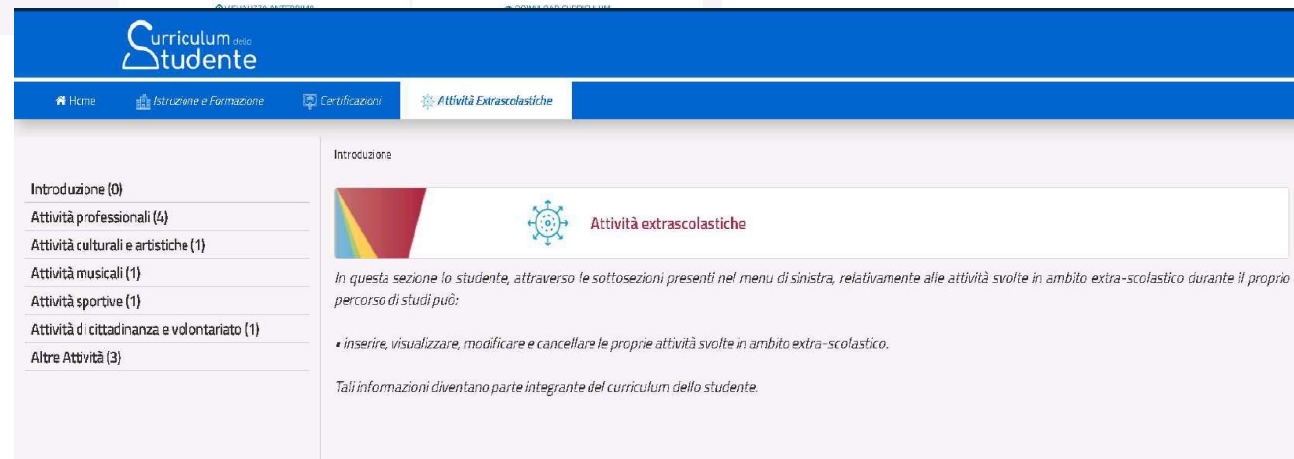 VISUALIZZA ANTEPRIMA
DOWNLOAD CURRICULUM
Curriculum dello
Studente
Home
Istruzione e Formazione
Certificazioni
Attività Extrascolastiche
Introduzione (0)
Attività professionali (4)
Attività culturali e artistiche (1)
Attività musicali (1)
Attività sportive (1)
Attività di cittadinanza e volontariato (1)
Altre Attività (3)
Introduzione
Attività extrascolastiche
In questa sezione lo studente, attraverso le sottosezioni presenti nel menu di sinistra, relativamente alle attività svolte in ambito extra-scolastico durante il proprio
percorso di studi può:
• inserire, visualizzare, modificare e cancellare le proprie attività svolte in ambito extra-scolastico.
Tali informazioni diventano parte integrante del curriculum dello studente.